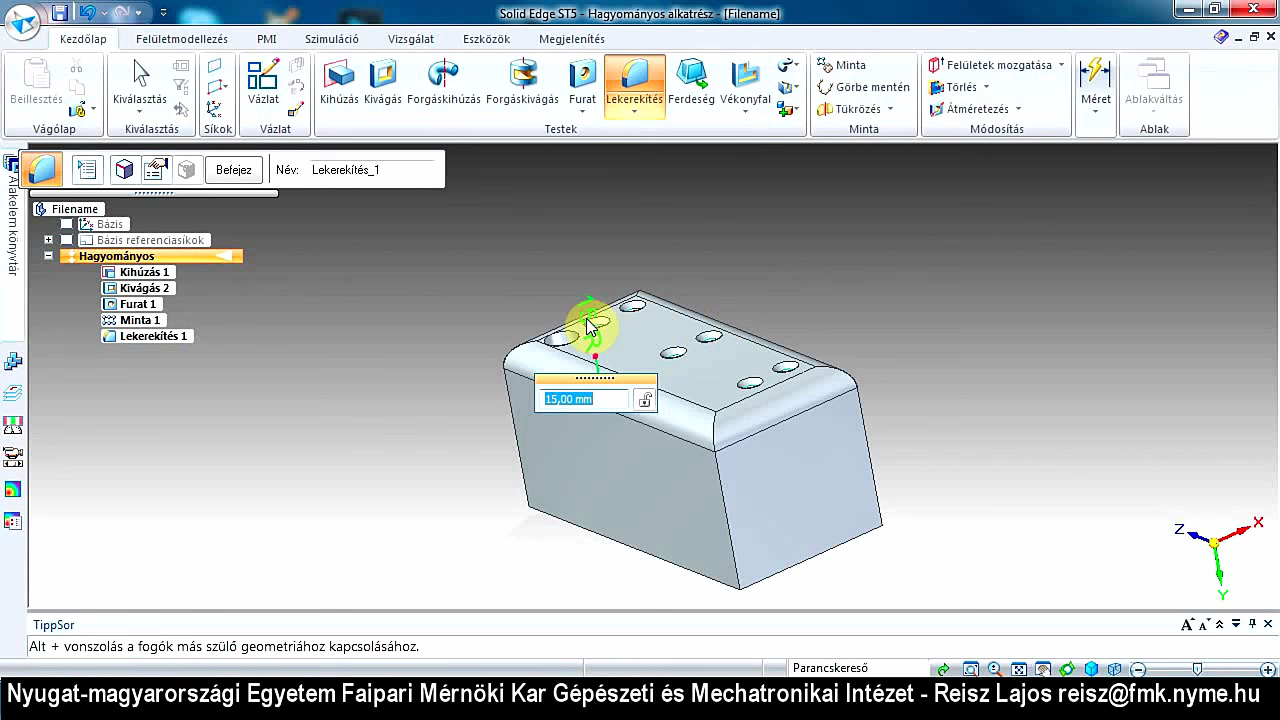 Solid Edge ST5 - Hagyományos alkatrész - [Filename]
Kezdőlap Felületmodellezés PMI Szimuláció Vizsgálat Eszközök Megjelenítés
Beillesztés
Vágólap
Kiválasztás
Kiválasztás
Síkok
Vázlat
Vázlat
Kihúzás Kivágás Forgáskihúzás Forgáskivágás Furat Lekerekítés Ferdeség Vékonyfal
Testek
Minta
Görbe mentén
Tükrözés
Minta
Felületek mozgatása
Törlés
Átméretezés
Módosítás
Méret
Ablakváltás
Ablak
Befejez Név: Lekerekítés_1
Alakelem könyvtár
Filename
Bázis
Bázis referenciasíkok
Hagyományos
Kihúzás 1
Kivágás 2
Furat 1
Minta 1
Lekerekítés 1
15,00 mm
Z X
Y
TippSor
Alt + vonszolás a fogók más szülő geometriához kapcsolásához.
Parancskereső
Nyugat-magyarországi Egyetem Faipari Mérnöki Kar Gépészeti és Mechatronikai Intézet - Reisz Lajos reisz@fmk.nyme.hu